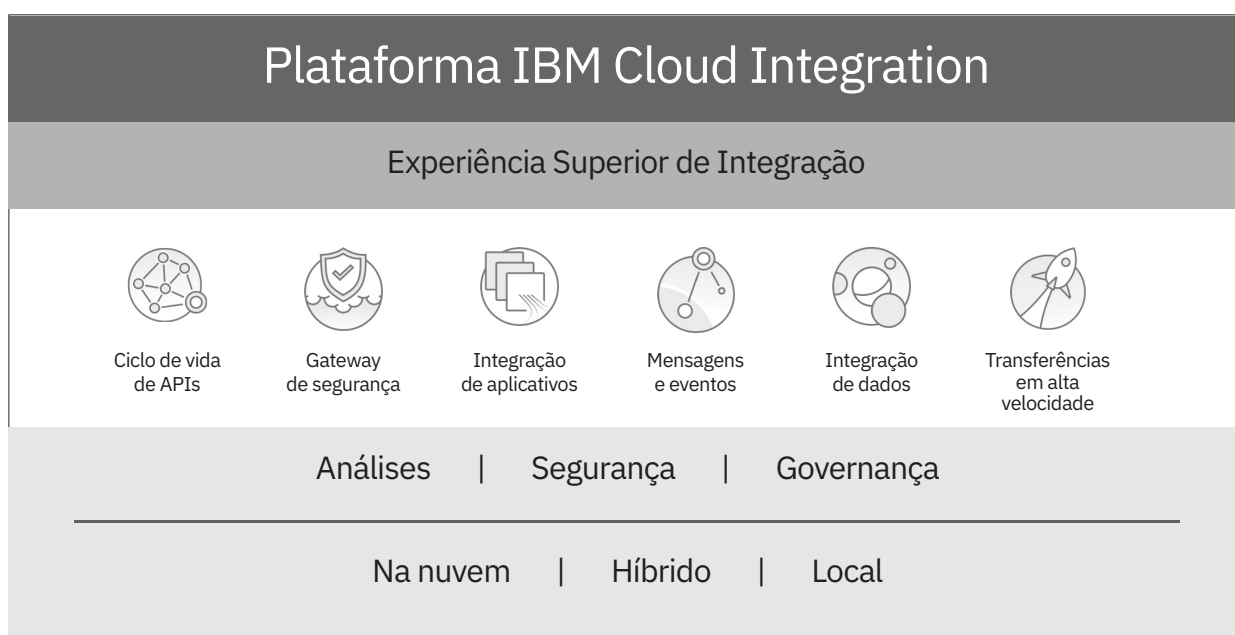 Plataforma IBM Cloud Integration
Experiência Superior de Integração
Ciclo de vida
de APIs
Gateway
de segurança
Integração
de aplicativos
Mensagens
e eventos
Integração
de dados
Transferências
em alta
velocidade
Análises | Segurança | Governança
Na nuvem | Híbrido | Local